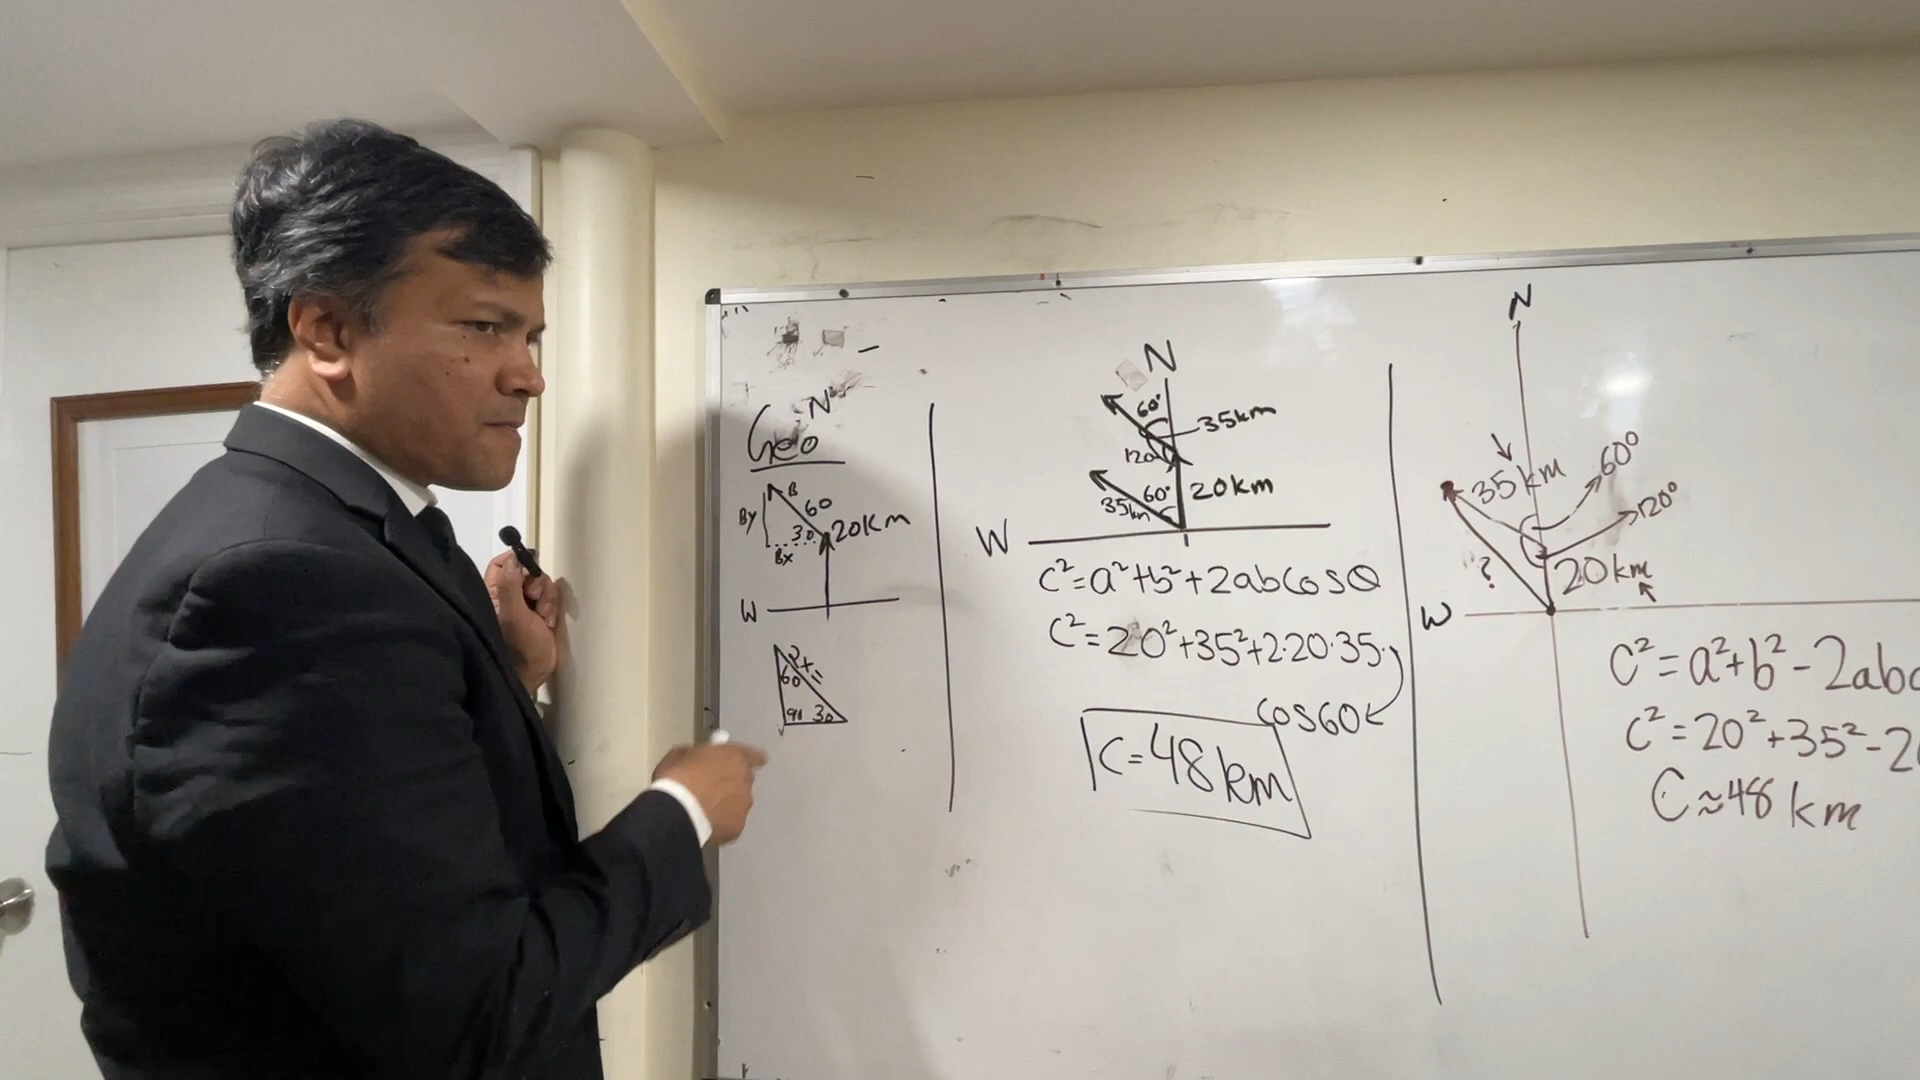 Geo
N
B
By
60
30
20km
Bx
W
60
90 30
N
60°
35km
120
60°
20km
35km
W
c²=a²+b²+2abCosθ
c²=20²+35²+2·20·35·
cos60
C=48km
N
35km
60°
120°
?
20km
W
C²=a²+b²-2abc
C²=20²+35²-2
C≈48 km